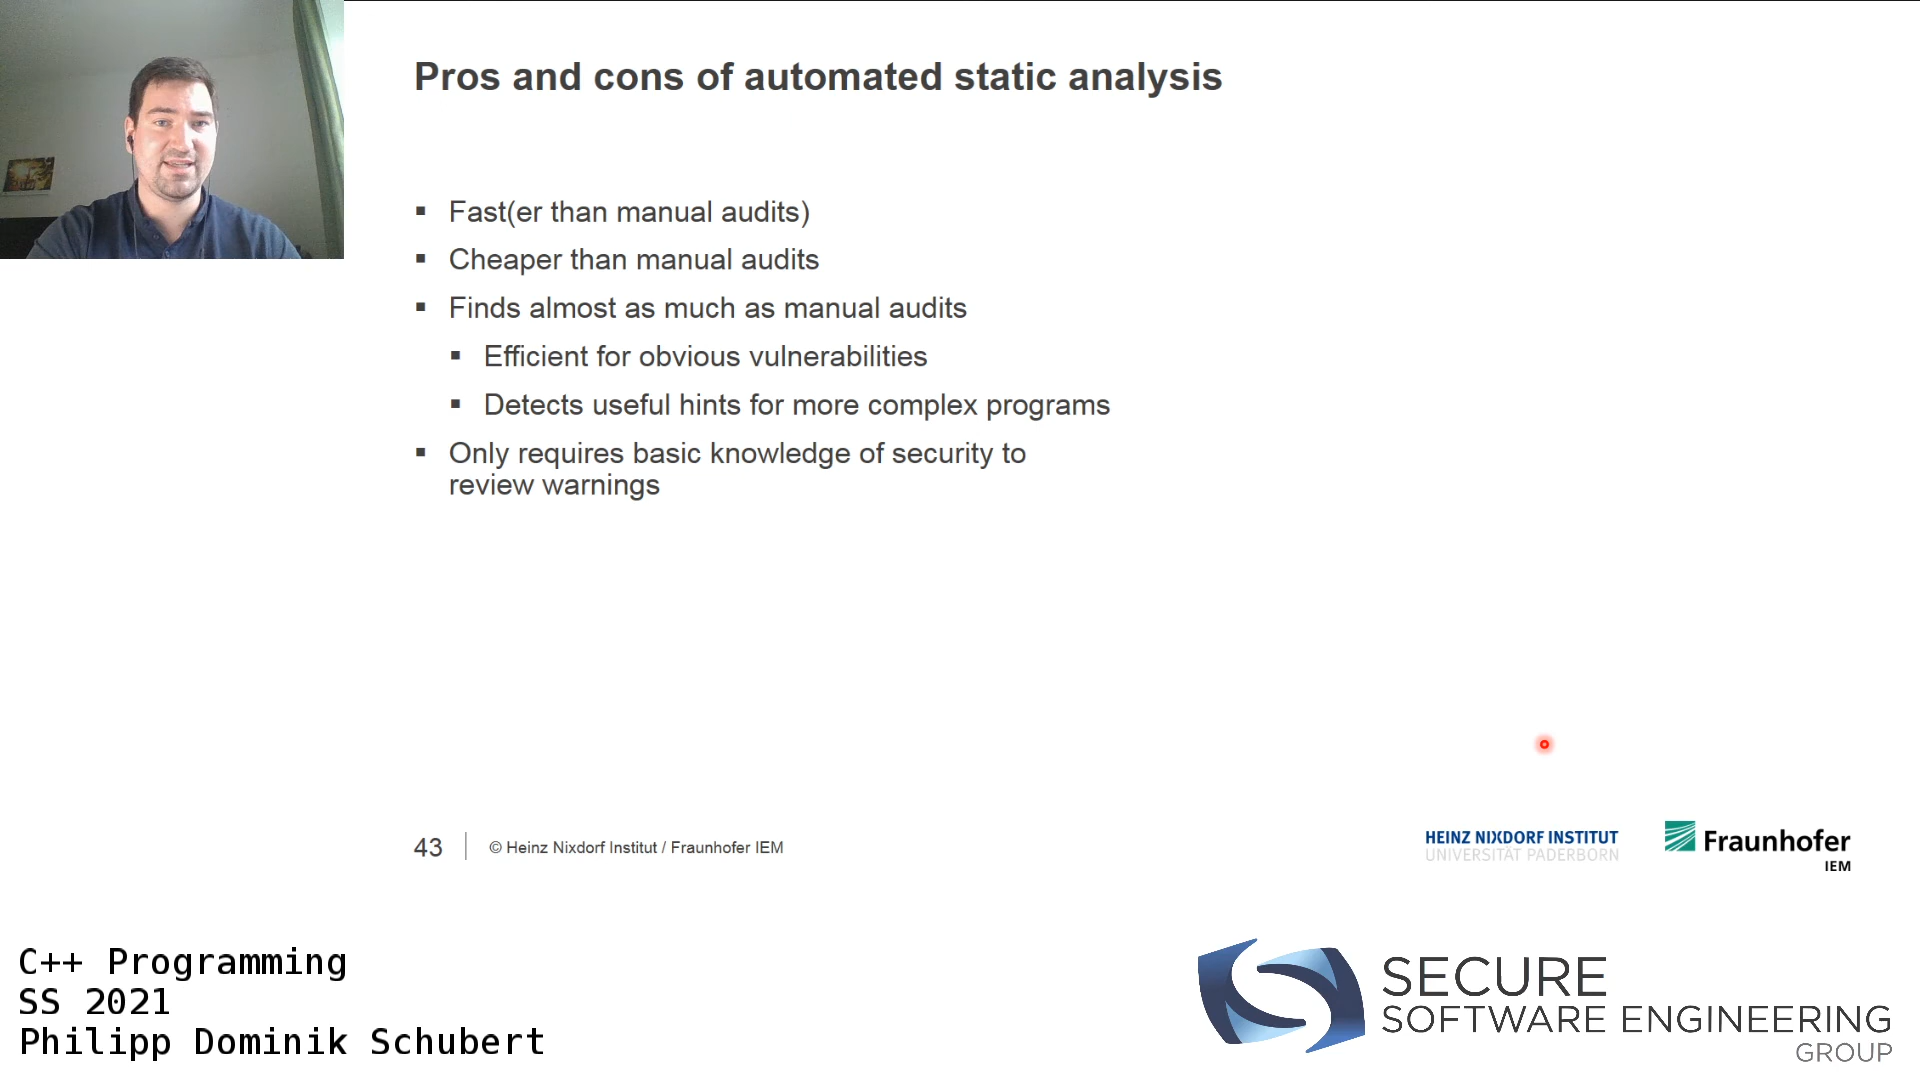 Pros and cons of automated static analysis
▪ Fast(er than manual audits)
▪ Cheaper than manual audits
▪ Finds almost as much as manual audits
▪ Efficient for obvious vulnerabilities
▪ Detects useful hints for more complex programs
▪ Only requires basic knowledge of security to
review warnings
43
© Heinz Nixdorf Institut / Fraunhofer IEM
HEINZ NIXDORF INSTITUT
UNIVERSITÄT PADERBORN
Fraunhofer
IEM
C++ Programming
SS 2021
Philipp Dominik Schubert
SECURE
SOFTWARE ENGINEERING
GROUP